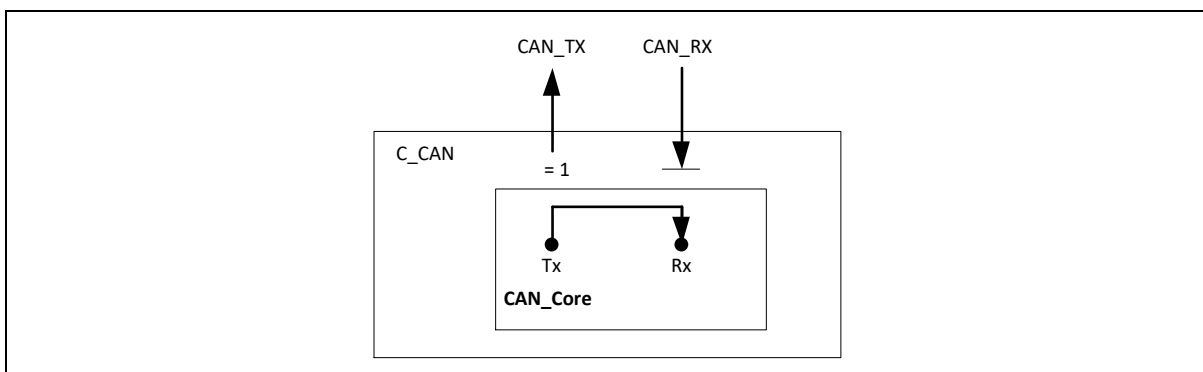 CAN_TX CAN_RX
C_CAN
= 1
Tx Rx
CAN_Core